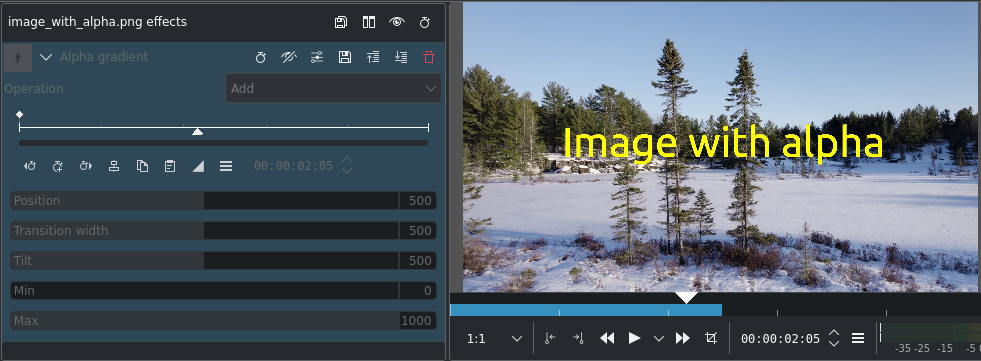 image_with_alpha.png effects
f
Alpha gradient
Operation
Add
00:00:02:05
Position 500
Transition width 500
Tilt 500
Min 0
Max 1000
Image with alpha
1:1
00:00:02:05
-35 -25 -15 -5 0